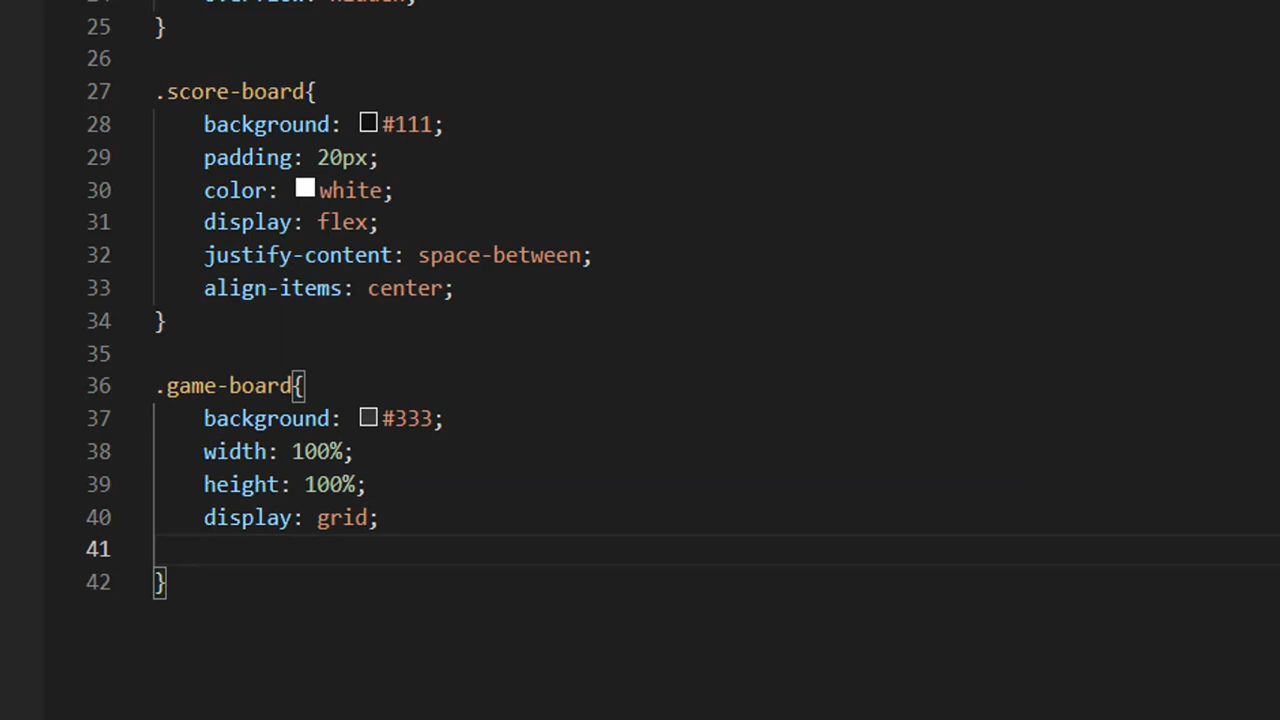 25 }
26
27 .score-board{
28 background: #111;
29 padding: 20px;
30 color: white;
31 display: flex;
32 justify-content: space-between;
33 align-items: center;
34 }
35
36 .game-board{
37 background: #333;
38 width: 100%;
39 height: 100%;
40 display: grid;
41
42 }